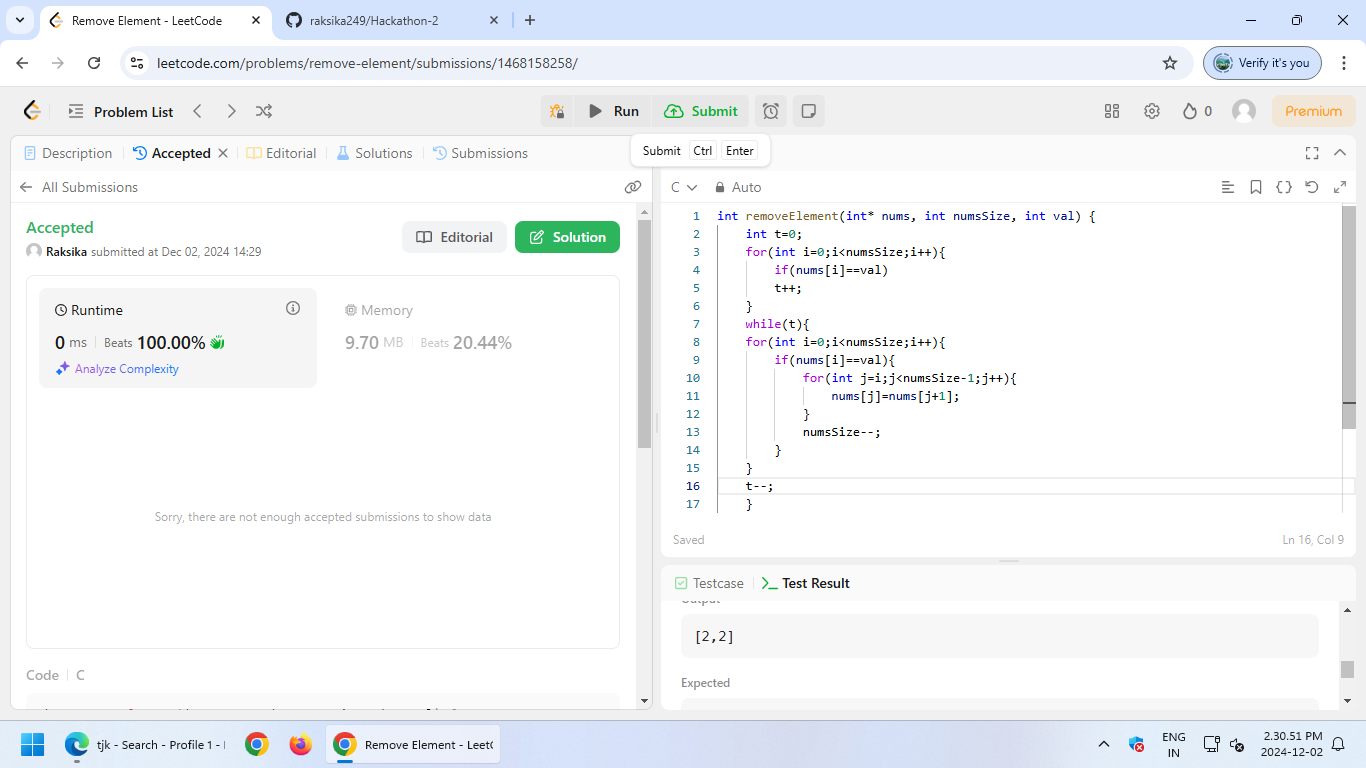 Remove Element - LeetCode
raksika249/Hackathon-2
leetcode.com/problems/remove-element/submissions/1468158258/
Verify it's you
Problem List
Run
Submit
0
Premium
Description
Accepted
Editorial
Solutions
Submissions
Submit Ctrl Enter
All Submissions
C
Auto
Accepted
Raksika submitted at Dec 02, 2024 14:29
Editorial
Solution
Runtime
0 ms Beats 100.00%
Analyze Complexity
Memory
9.70 MB Beats 20.44%
Sorry, there are not enough accepted submissions to show data
Code C
1 int removeElement(int* nums, int numsSize, int val) {
2 int t=0;
3 for(int i=0;i<numsSize;i++){
4 if(nums[i]==val)
5 t++;
6 }
7 while(t){
8 for(int i=0;i<numsSize;i++){
9 if(nums[i]==val){
10 for(int j=i;j<numsSize-1;j++){
11 nums[j]=nums[j+1];
12 }
13 numsSize--;
14 }
15 }
16 t--;
17 }
Saved
Ln 16, Col 9
Testcase
Test Result
Output
[2,2]
Expected
tjk - Search - Profile 1 -
Remove Element - LeetC
ENG
IN
2.30.51 PM
2024-12-02